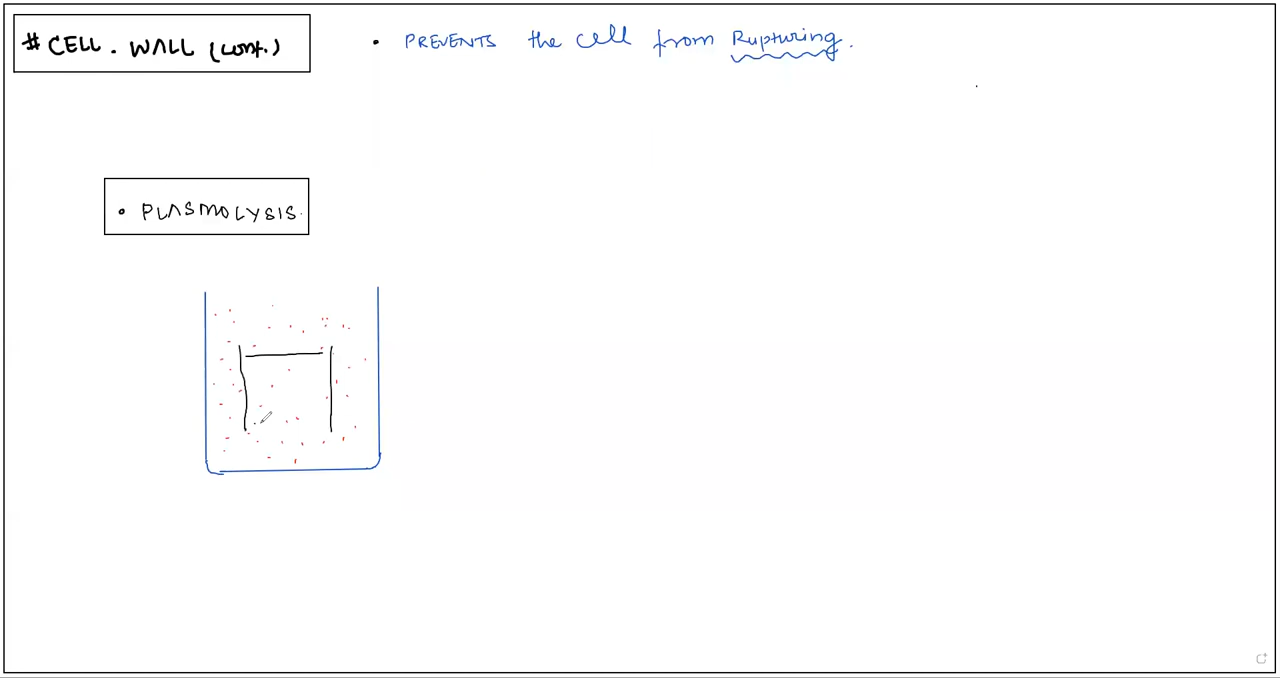 # CELL. WALL (cont.)
• PREVENTS the cell from Rupturing.
• PLASMOLYSIS.